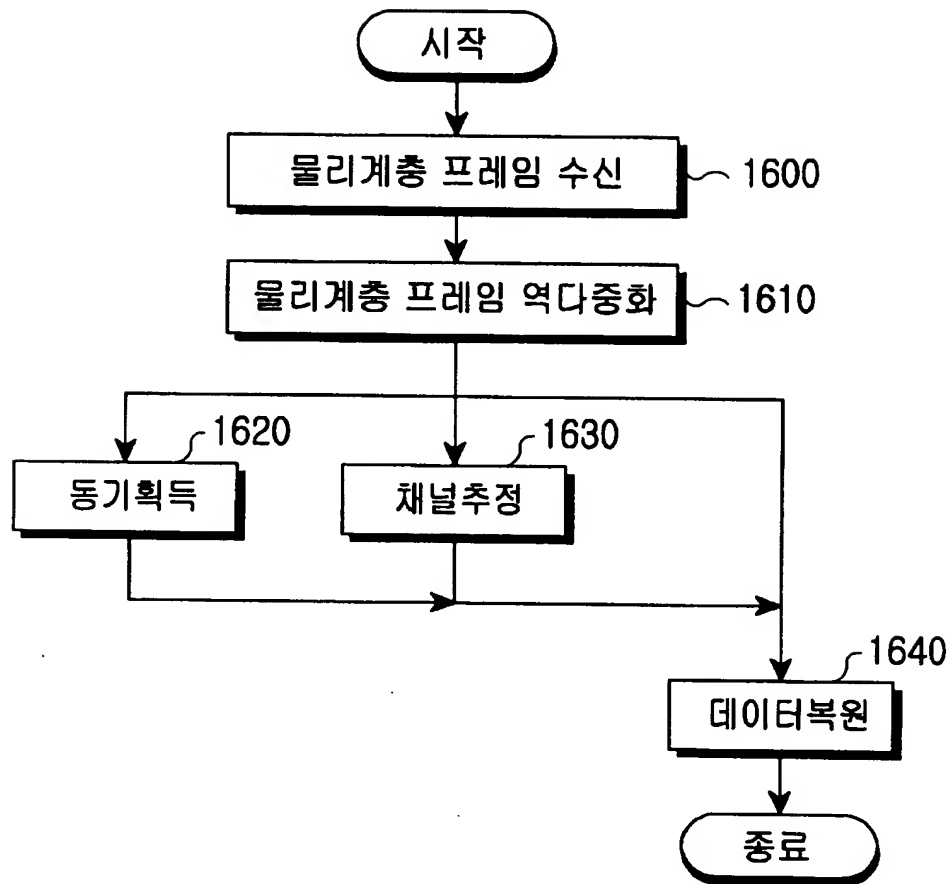 시작
물리계층 프레임 수신
1600
물리계층 프레임 역다중화
1610
1620
동기획득
1630
채널추정
1640
데이터복원
종료